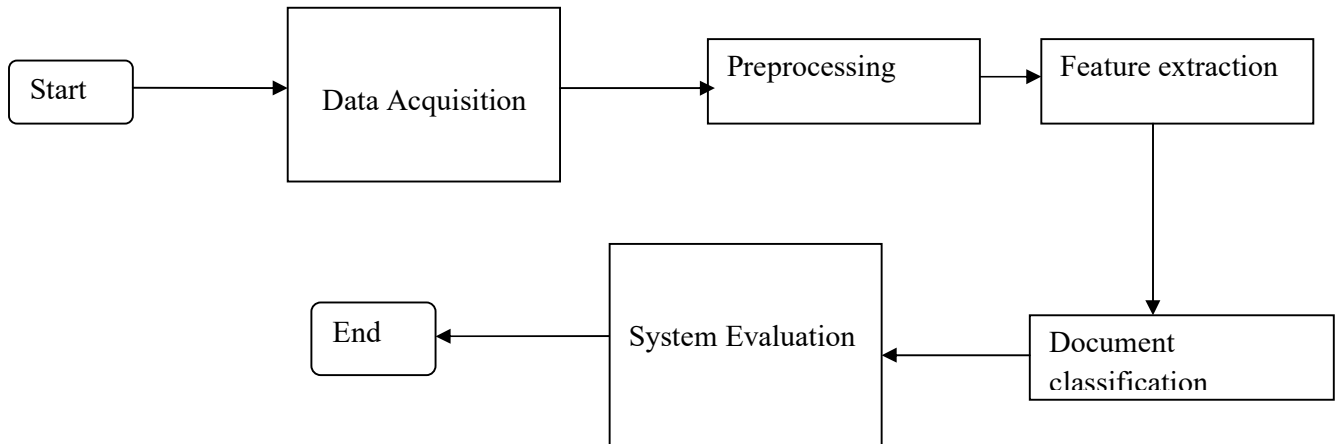 Start
Data Acquisition
Preprocessing
Feature extraction
Document
classification
System Evaluation
End